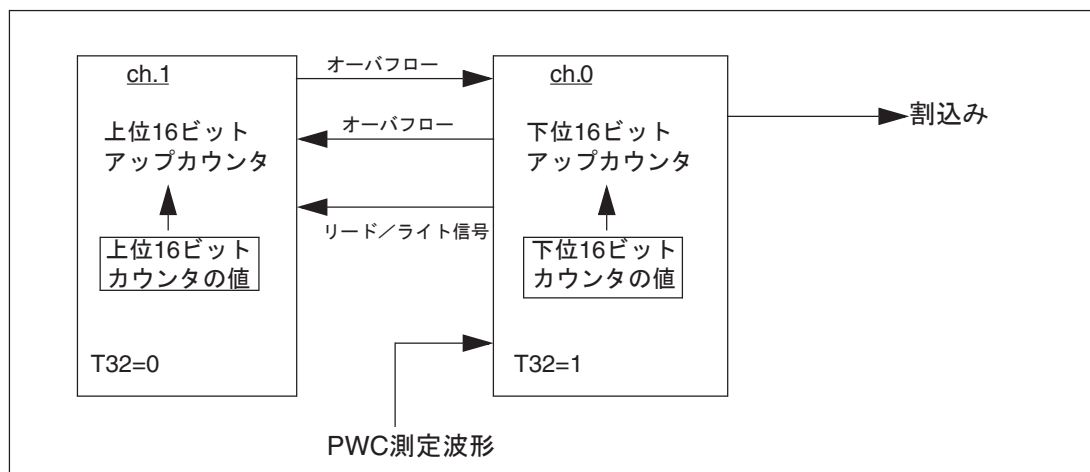 ch.1
上位16ビット
アップカウンタ
上位16ビット
カウンタの値
T32=0
オーバフロー
オーバフロー
リード／ライト信号
ch.0
下位16ビット
アップカウンタ
下位16ビット
カウンタの値
T32=1
割込み
PWC測定波形